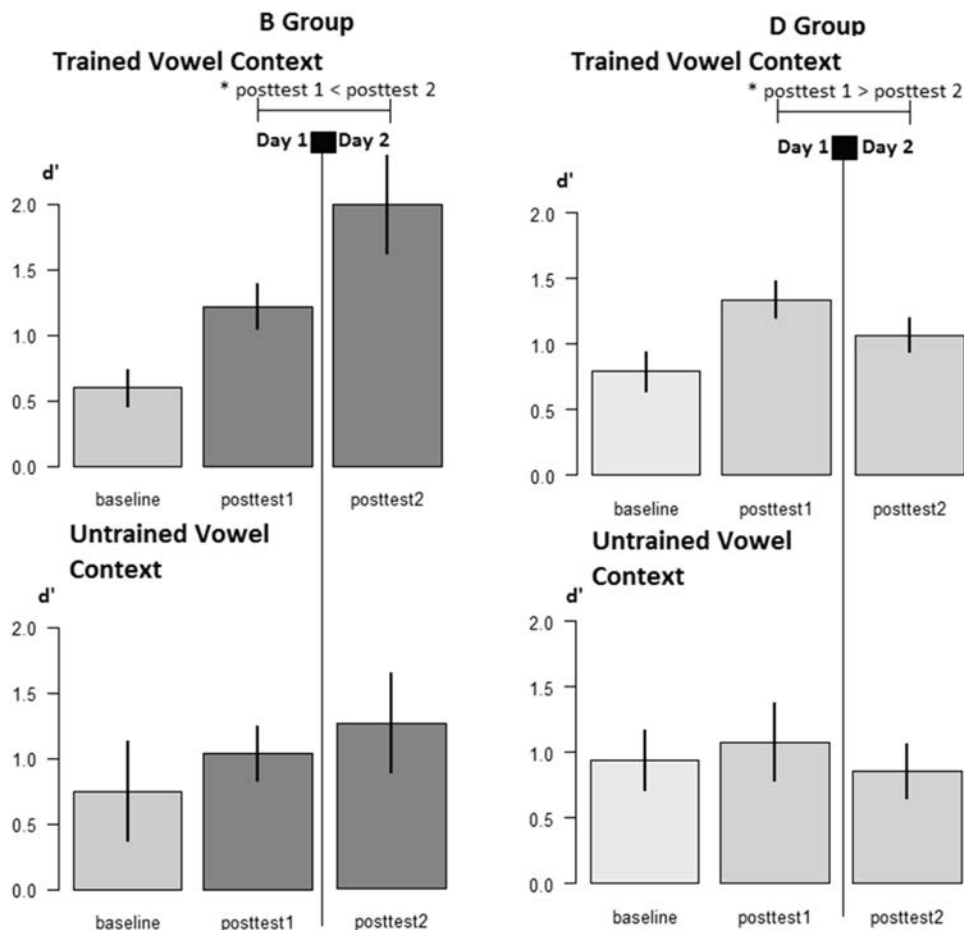 B Group
Trained Vowel Context
* posttest 1 < posttest 2
Day 1 Day 2
d'
2.0
1.5
1.0
0.5
0.0
baseline posttest1 posttest2
Untrained Vowel
Context
d'
2.0
1.5
1.0
0.5
0.0
baseline posttest1 posttest2
D Group
Trained Vowel Context
* posttest 1 > posttest 2
Day 1 Day 2
d'
2.0
1.5
1.0
0.5
0.0
baseline posttest1 posttest2
Untrained Vowel
Context
d'
2.0
1.5
1.0
0.5
0.0
baseline posttest1 posttest2